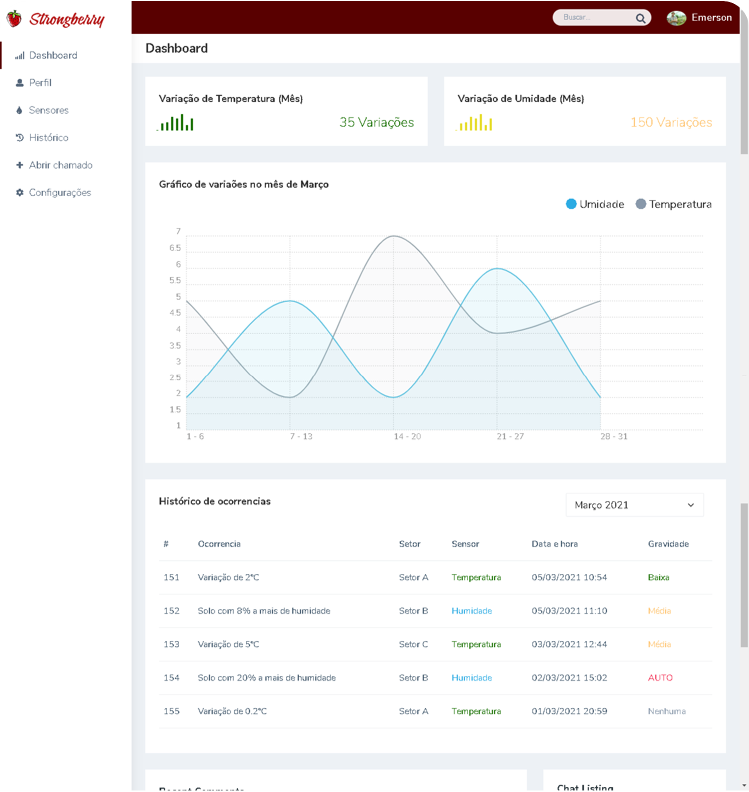 Strongberry
Buscar...
Emerson
Dashboard
Perfil
Sensores
Histórico
Abrir chamado
Configurações
Dashboard
Variação de Temperatura (Mês)
35 Variações
Variação de Umidade (Mês)
150 Variações
Gráfico de variaões no mês de Março
Umidade Temperatura
7
6.5
6
5.5
5
4.5
4
3.5
3
2.5
2
1.5
1
1 - 6 7 - 13 14 - 20 21 - 27 28 - 31
Histórico de ocorrencias
Março 2021
# Ocorrencia Setor Sensor Data e hora Gravidade
151 Variação de 2°C Setor A Temperatura 05/03/2021 10:54 Baixa
152 Solo com 8% a mais de humidade Setor B Humidade 05/03/2021 11:10 Média
153 Variação de 5°C Setor C Temperatura 03/03/2021 12:44 Média
154 Solo com 20% a mais de humidade Setor B Humidade 02/03/2021 15:02 AUTO
155 Variação de 0.2°C Setor A Temperatura 01/03/2021 20:59 Nenhuma
Recent Comments
Chat Listing